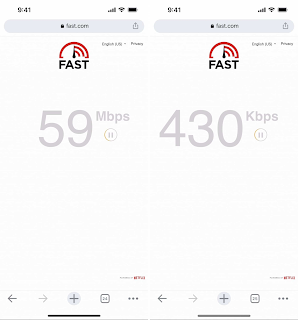 9:41
fast.com
English (US) Privacy
FAST
59 Mbps
POWERED BY NETFLIX
24
9:41
fast.com
English (US) Privacy
FAST
430 Kbps
POWERED BY NETFLIX